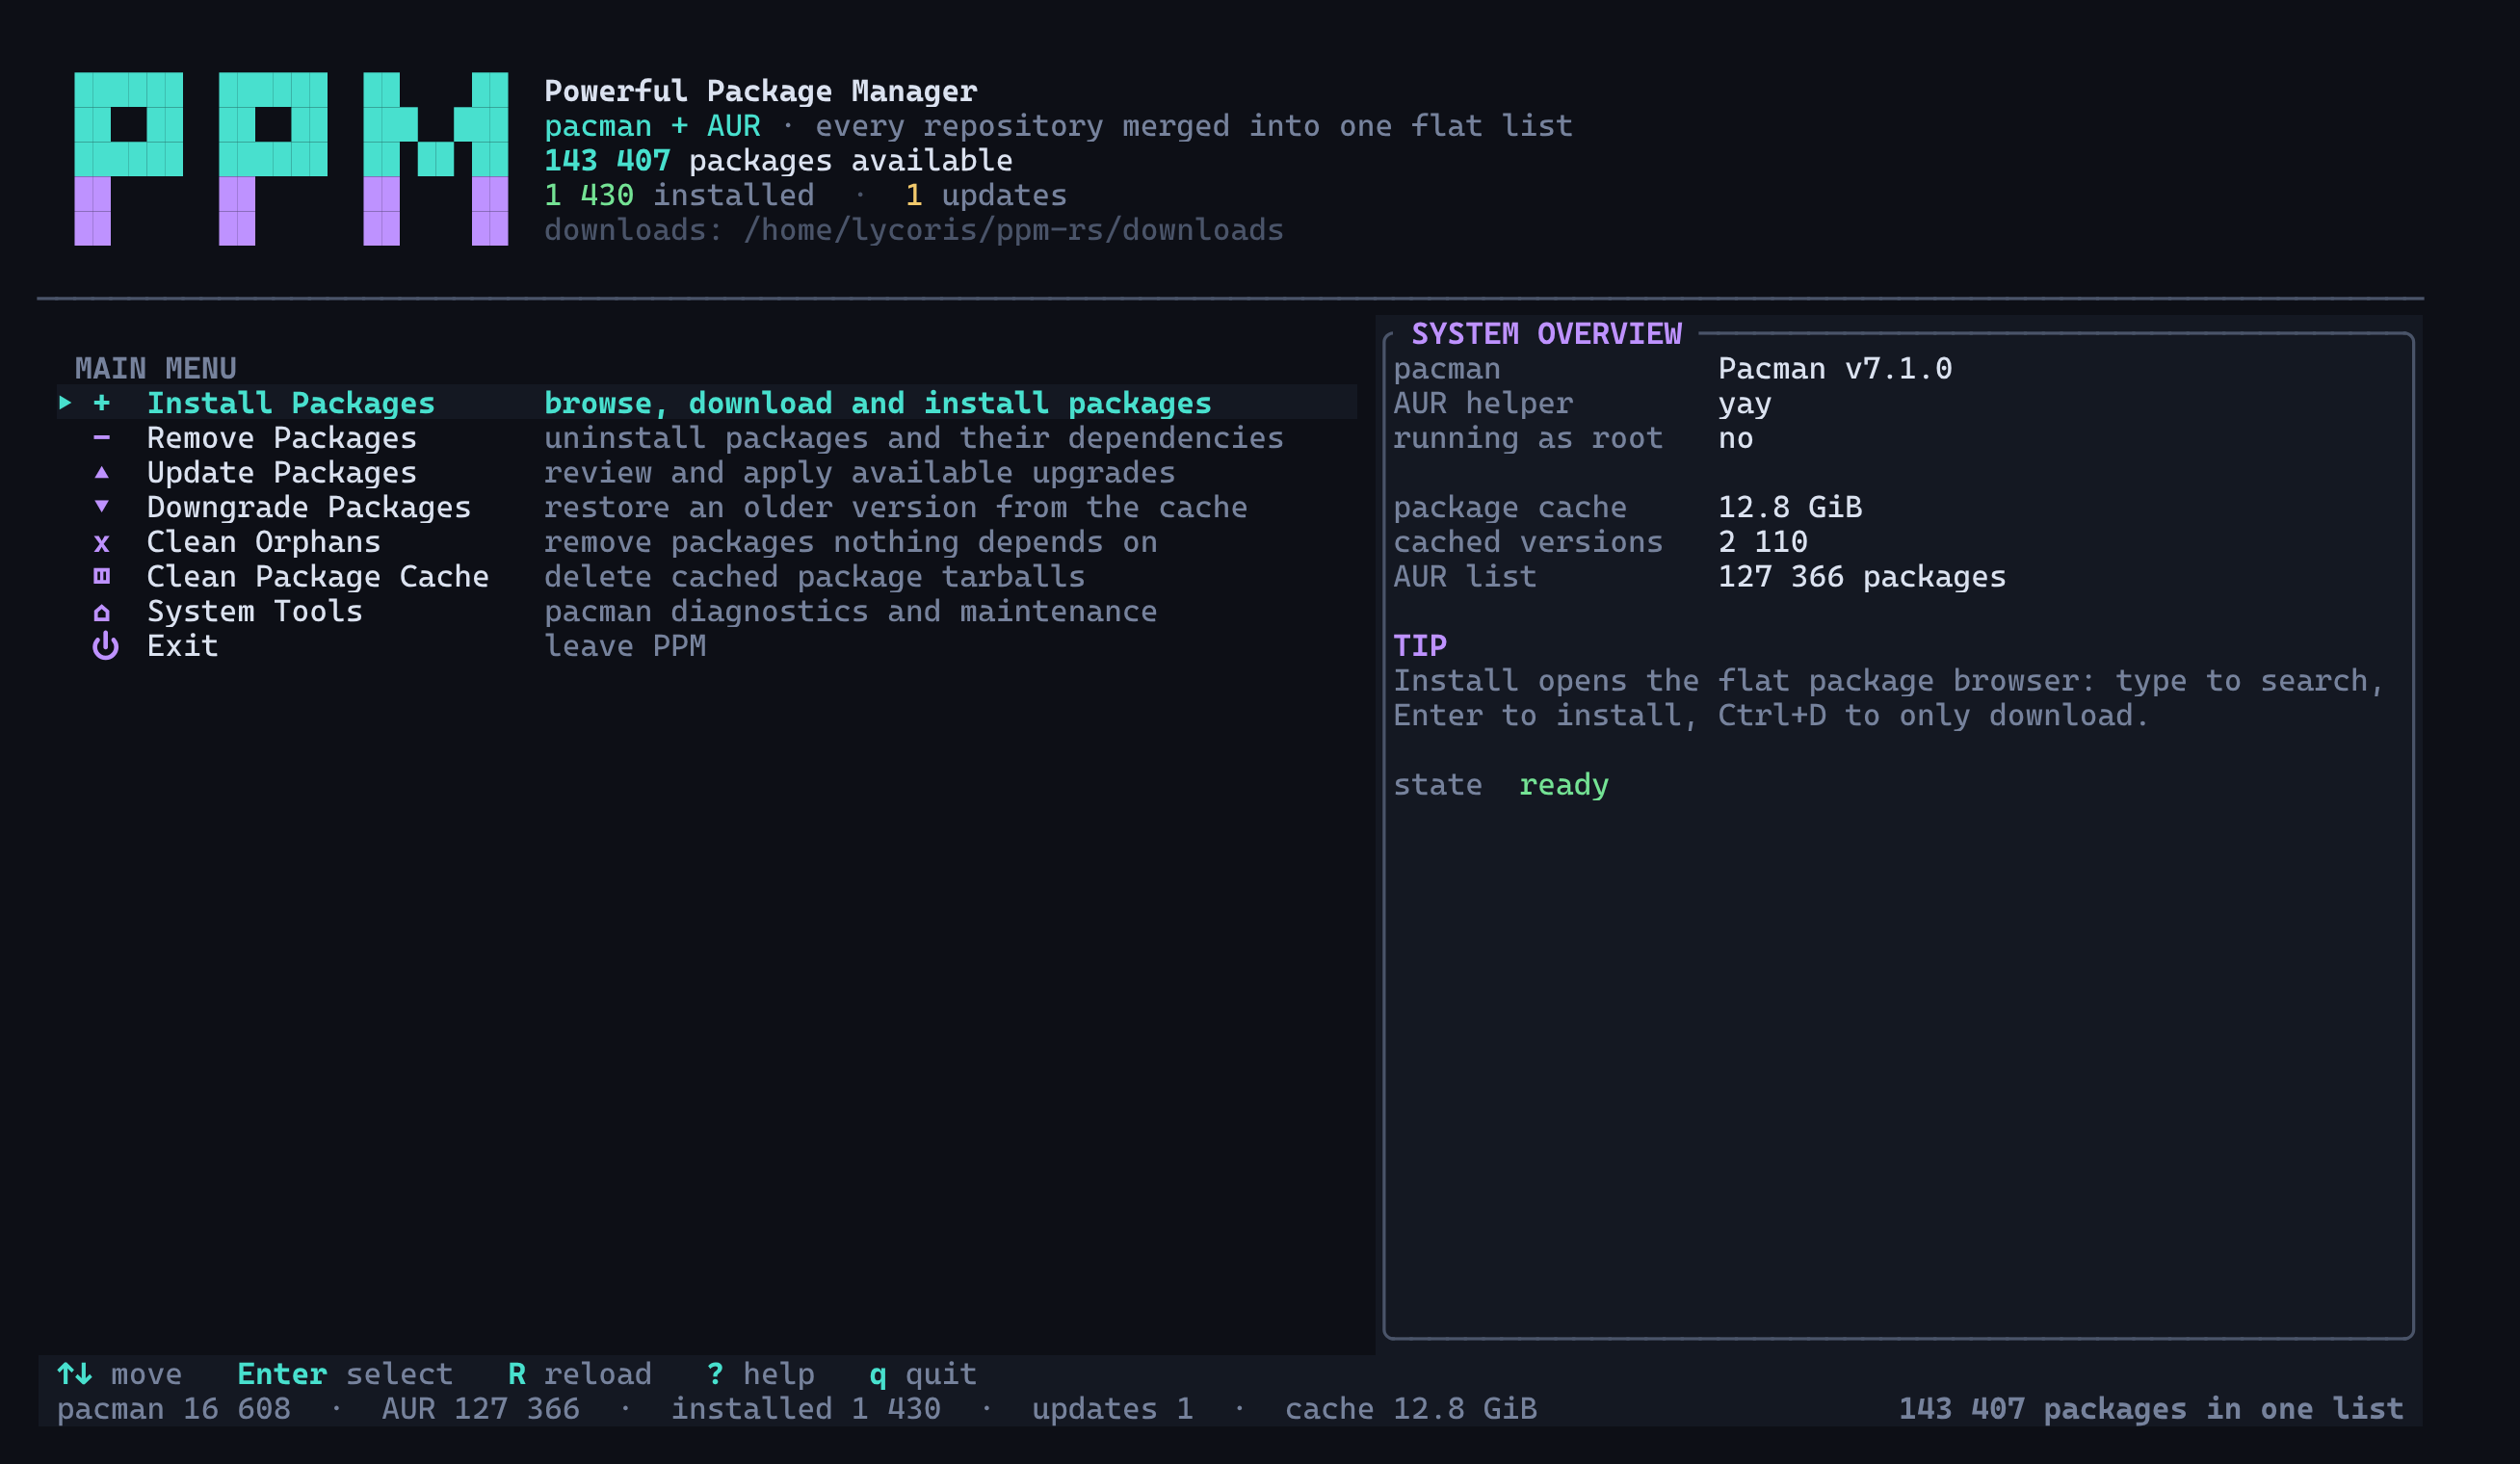 PPM
Powerful Package Manager
pacman + AUR · every repository merged into one flat list
143 407 packages available
1 430 installed · 1 updates
downloads: /home/lycoris/ppm-rs/downloads
MAIN MENU
▸ + Install Packages browse, download and install packages
− Remove Packages uninstall packages and their dependencies
▲ Update Packages review and apply available upgrades
▼ Downgrade Packages restore an older version from the cache
x Clean Orphans remove packages nothing depends on
Clean Package Cache delete cached package tarballs
System Tools pacman diagnostics and maintenance
⏻ Exit leave PPM
SYSTEM OVERVIEW
pacman Pacman v7.1.0
AUR helper yay
running as root no
package cache 12.8 GiB
cached versions 2 110
AUR list 127 366 packages
TIP
Install opens the flat package browser: type to search,
Enter to install, Ctrl+D to only download.
state ready
↑↓ move Enter select R reload ? help q quit
pacman 16 608 · AUR 127 366 · installed 1 430 · updates 1 · cache 12.8 GiB 143 407 packages in one list